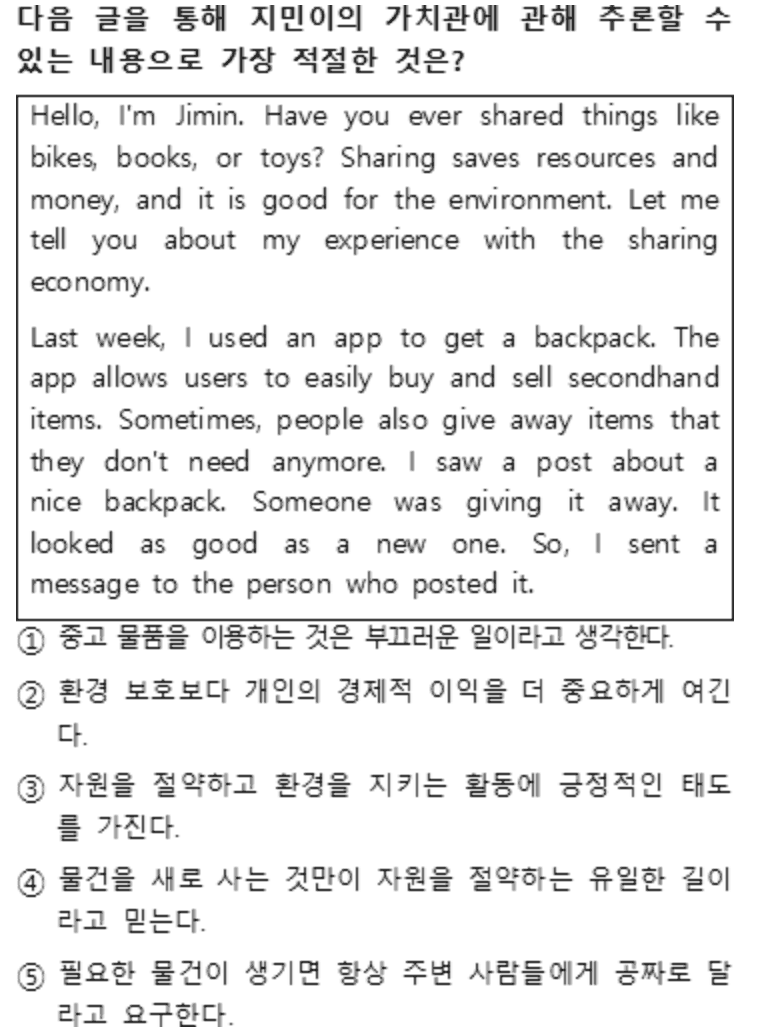 다음 글을 통해 지민이의 가치관에 관해 추론할 수
있는 내용으로 가장 적절한 것은?
Hello, I'm Jimin. Have you ever shared things like
bikes, books, or toys? Sharing saves resources and
money, and it is good for the environment. Let me
tell you about my experience with the sharing
economy.
Last week, I used an app to get a backpack. The
app allows users to easily buy and sell secondhand
items. Sometimes, people also give away items that
they don't need anymore. I saw a post about a
nice backpack. Someone was giving it away. It
looked as good as a new one. So, I sent a
message to the person who posted it.
① 중고 물품을 이용하는 것은 부끄러운 일이라고 생각한다.
② 환경 보호보다 개인의 경제적 이익을 더 중요하게 여긴
다.
③ 자원을 절약하고 환경을 지키는 활동에 긍정적인 태도
를 가진다.
④ 물건을 새로 사는 것만이 자원을 절약하는 유일한 길이
라고 믿는다.
⑤ 필요한 물건이 생기면 항상 주변 사람들에게 공짜로 달
라고 요구한다.